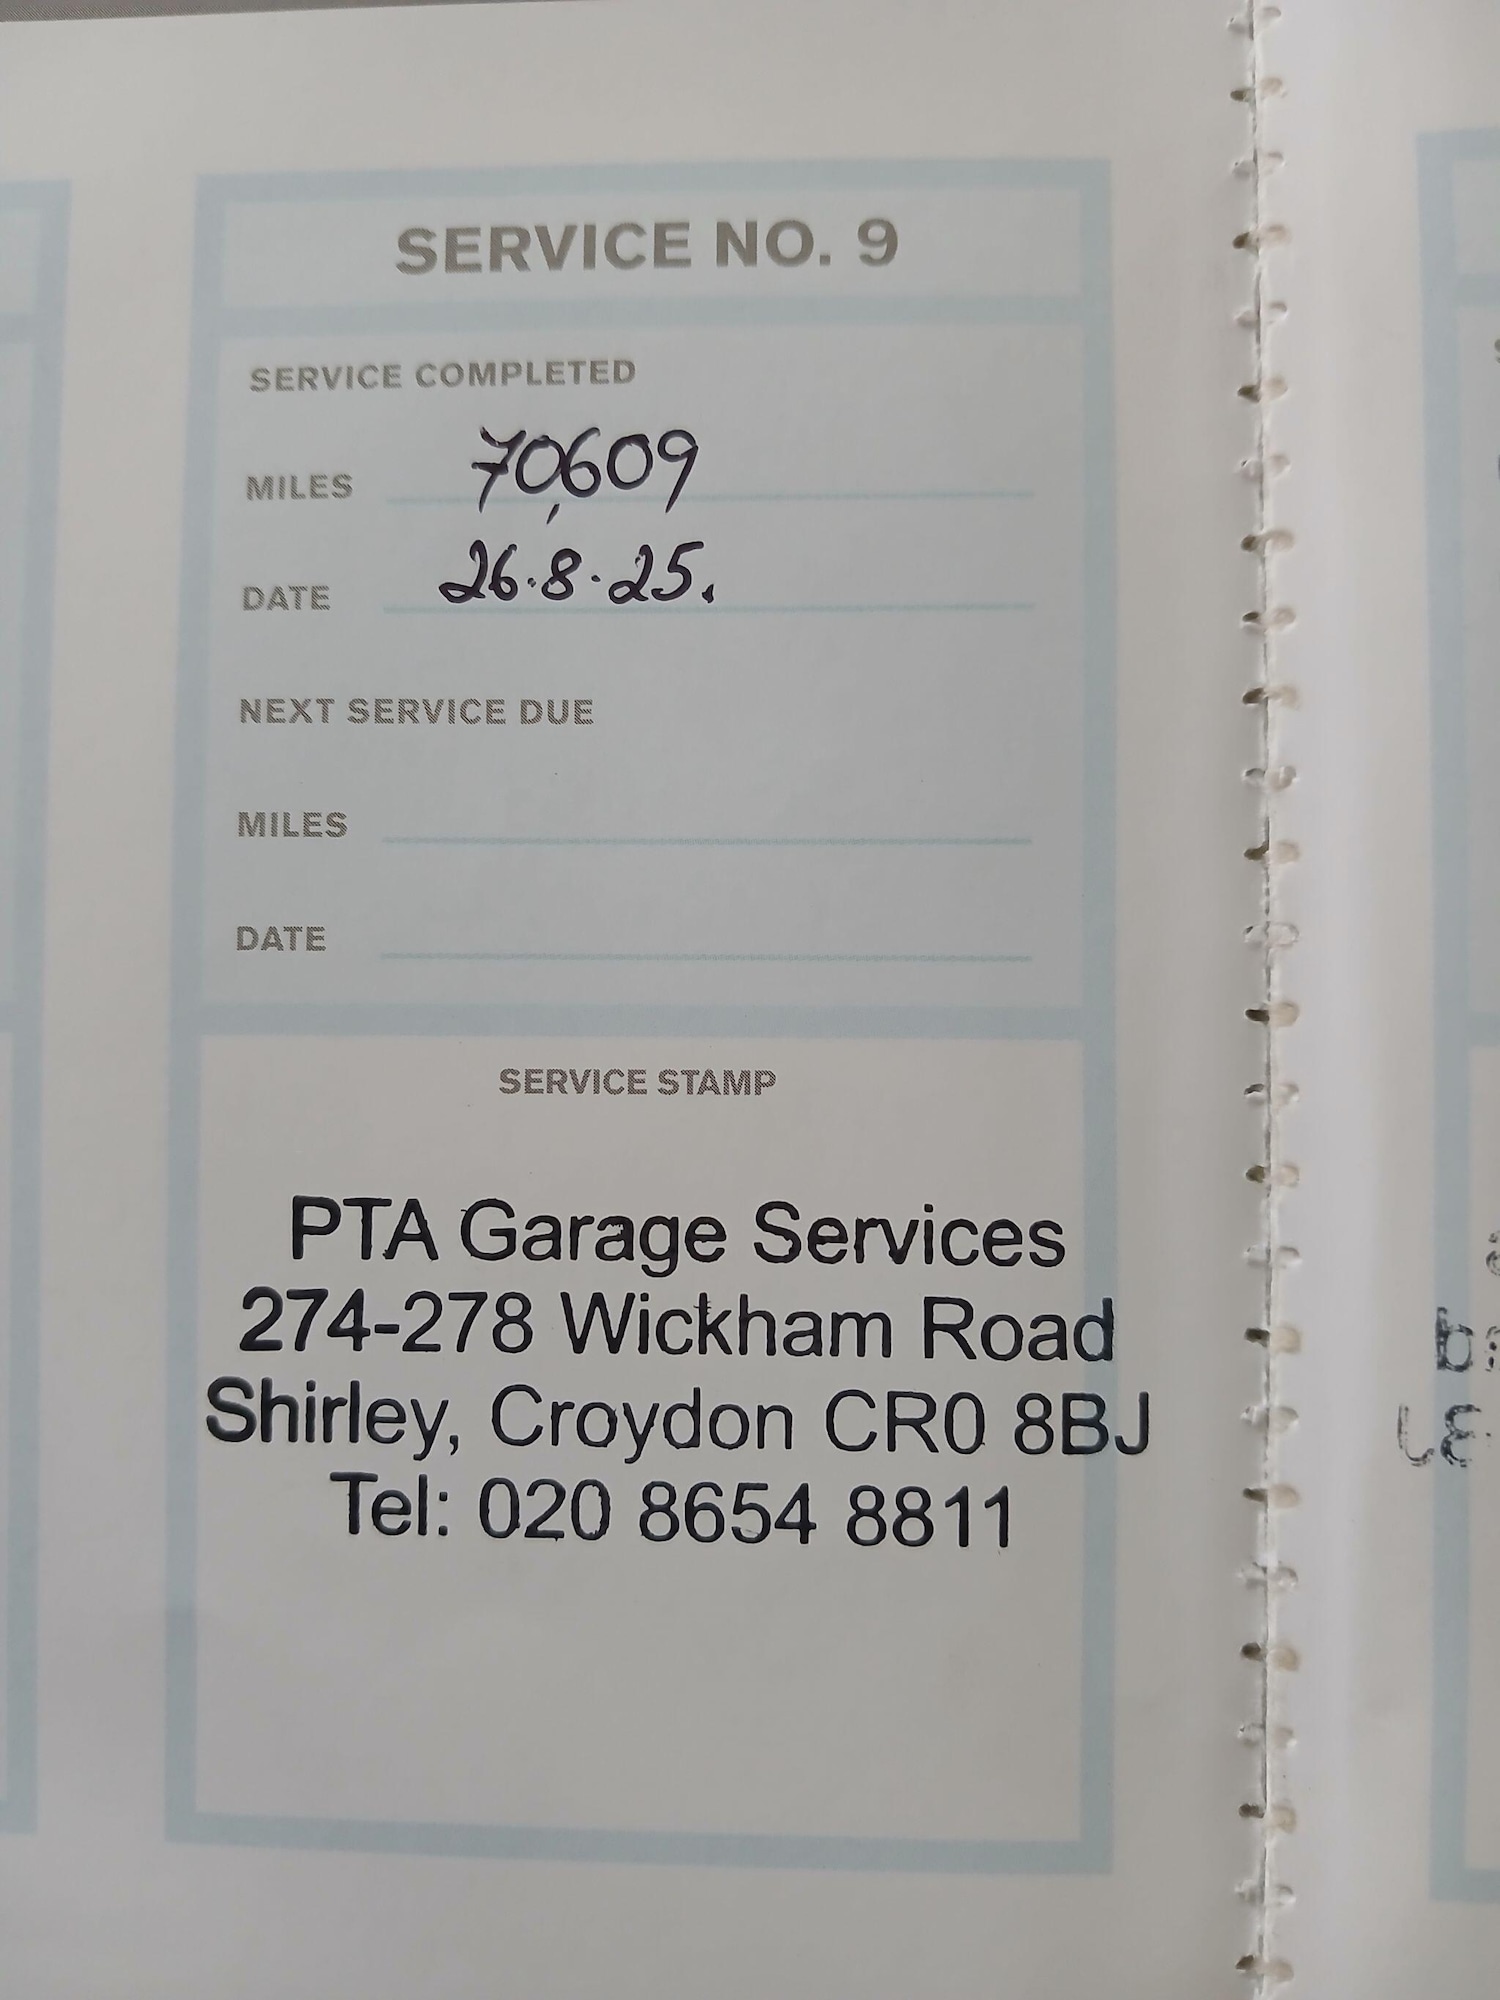 SERVICE NO. 9
SERVICE COMPLETED
MILES 70,609
DATE 26.8.25.
NEXT SERVICE DUE
MILES
DATE
SERVICE STAMP
PTA Garage Services
274-278 Wickham Road
Shirley, Croydon CR0 8BJ
Tel: 020 8654 8811